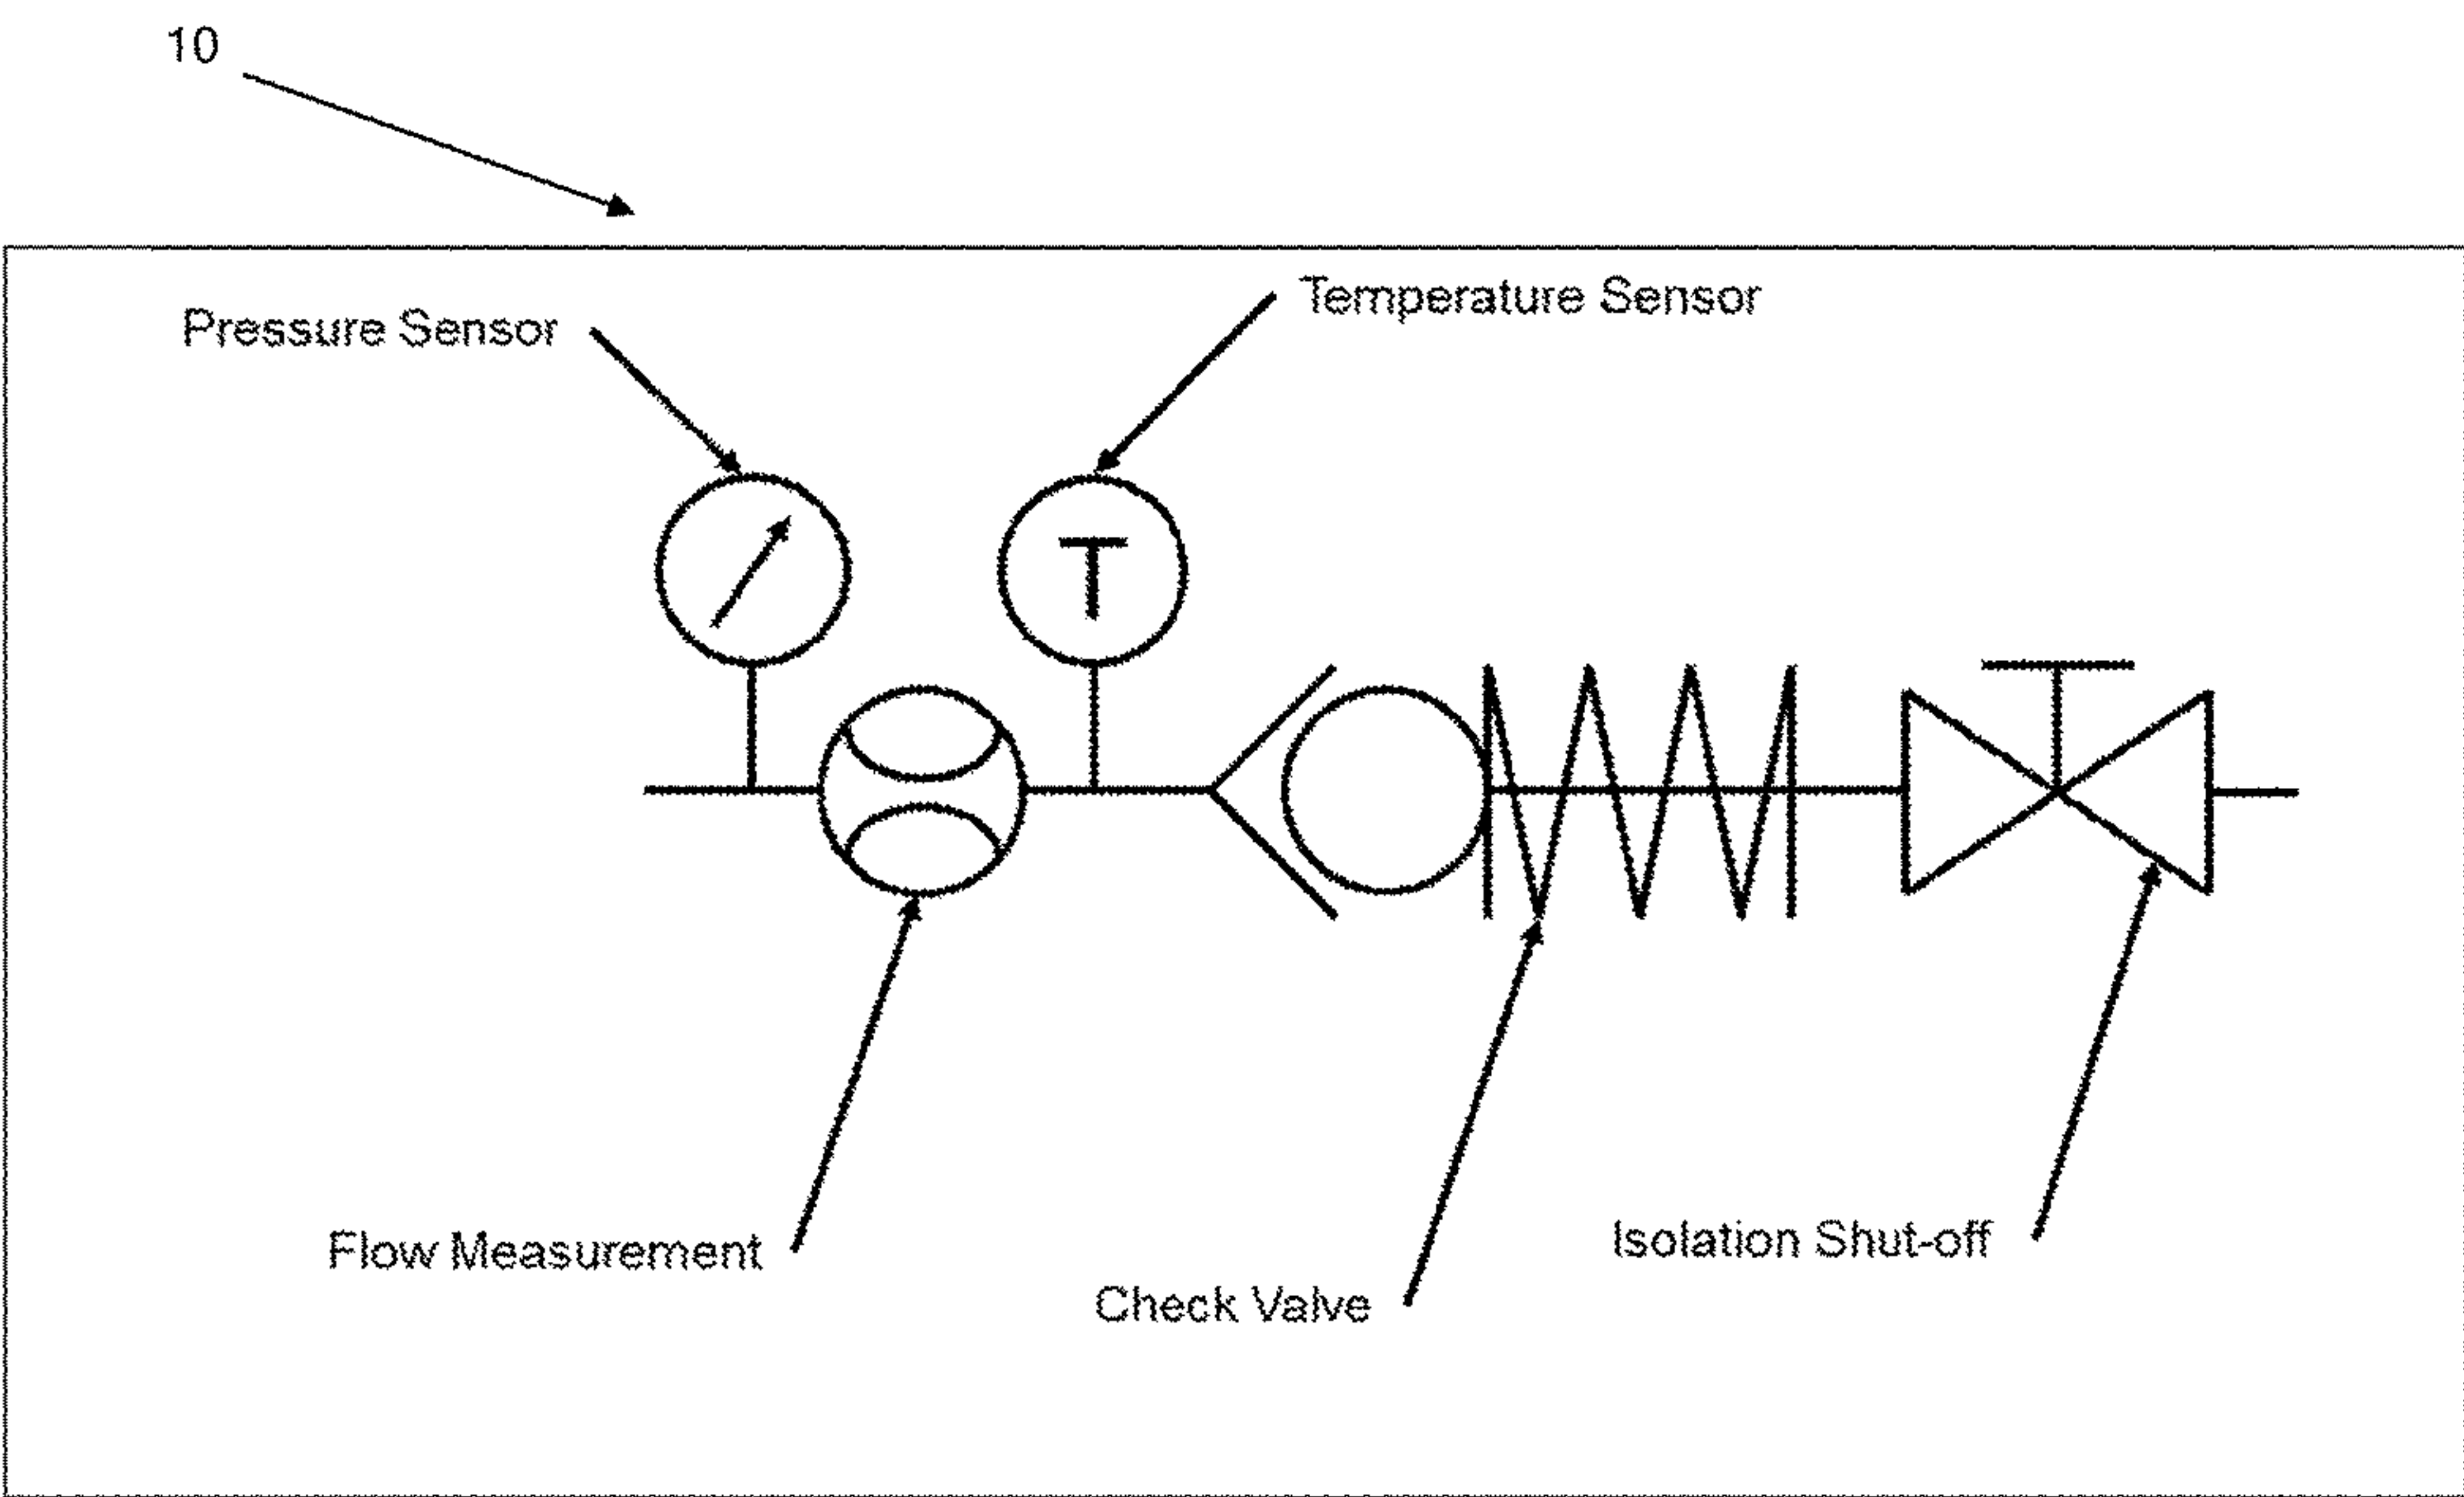 10
Pressure Sensor
Temperature Sensor
T
Flow Measurement
Isolation Shut-off
Check Valve